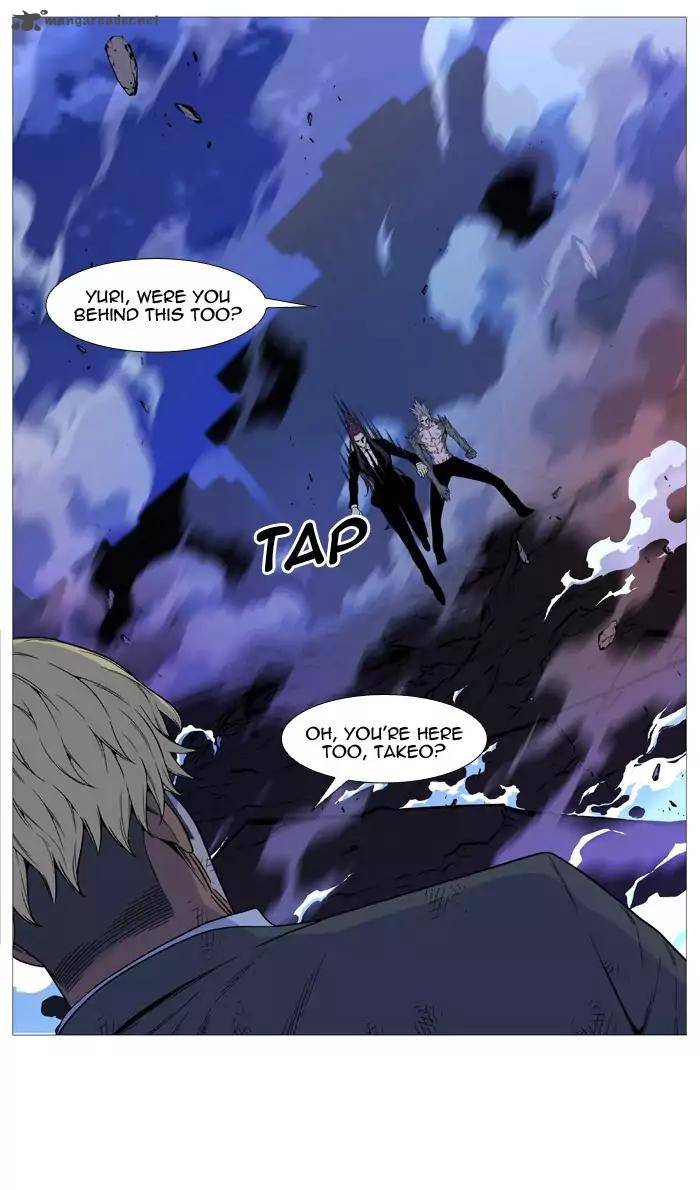 mangareader.net
YURI, WERE YOU
BEHIND THIS TOO?
TAP
OH, YOU'RE HERE
TOO, TAKEO?